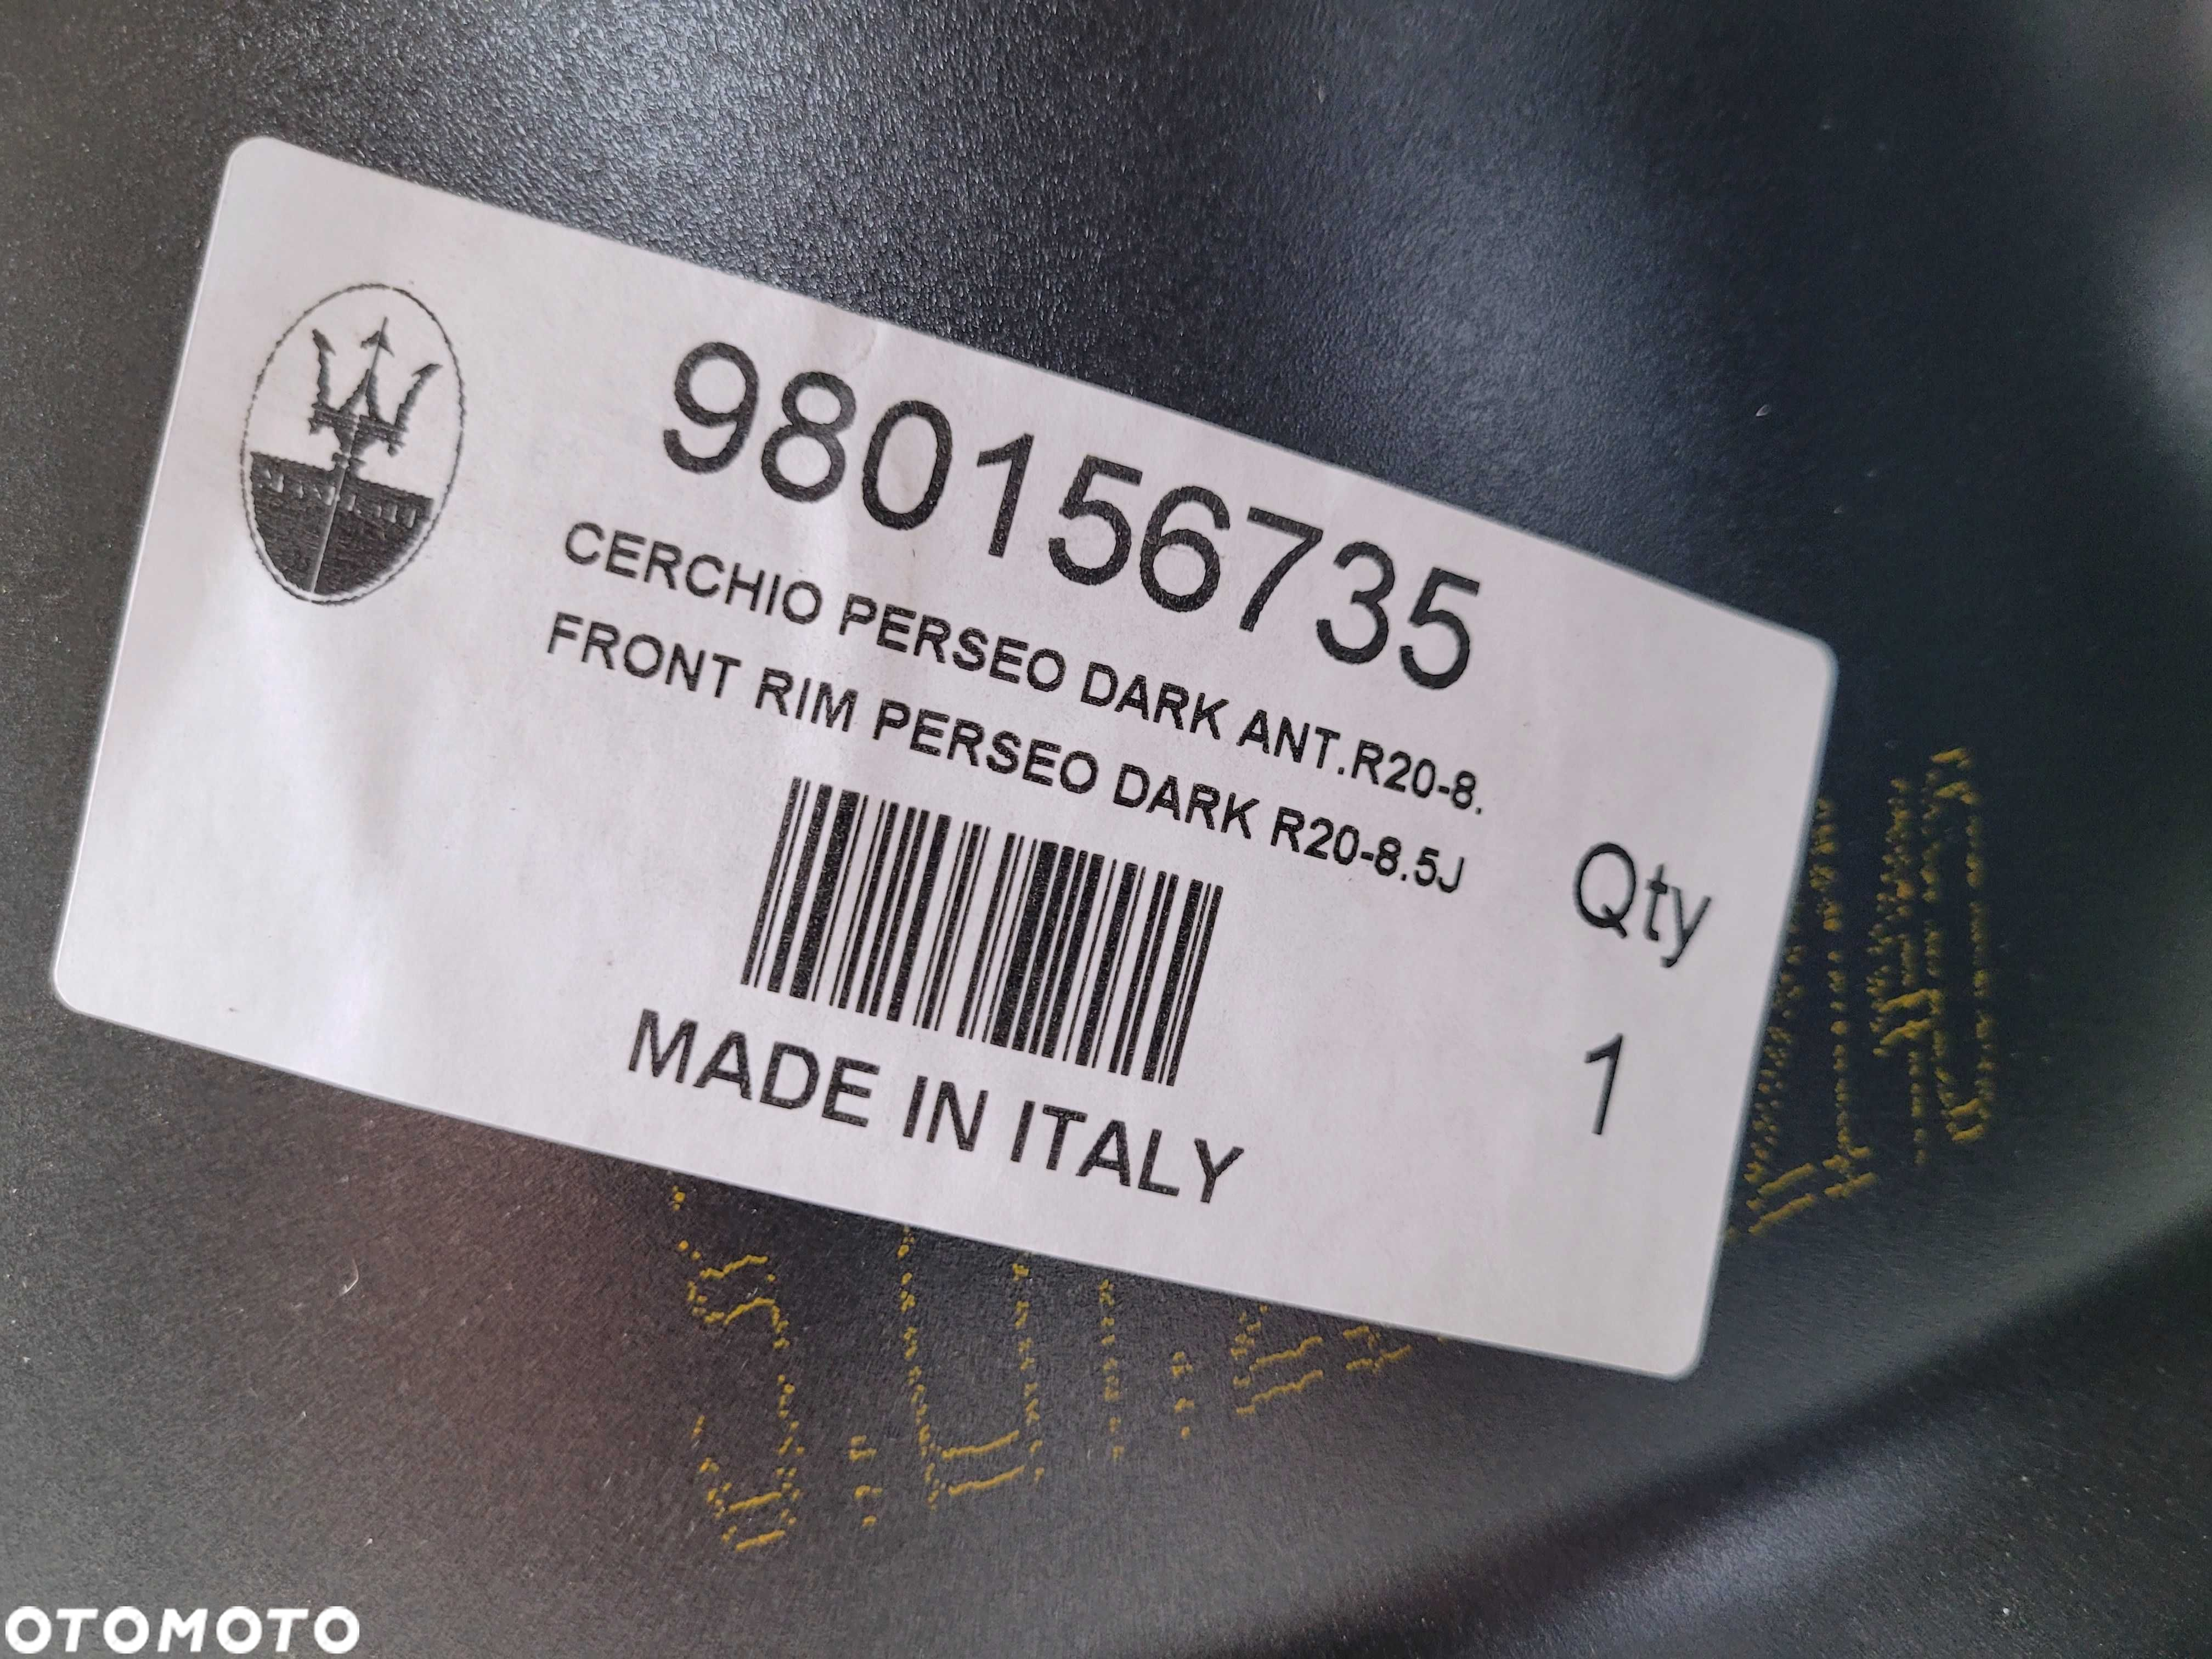 980156735
CERCHIO PERSEO DARK ANT.R20-8.
FRONT RIM PERSEO DARK R20-8.5J
Qty
1
MADE IN ITALY
OTOMOTO